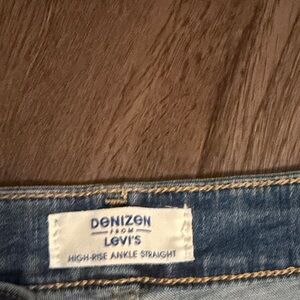 DENIZEN
FROM
LEVI'S
HIGH-RISE ANKLE STRAIGHT